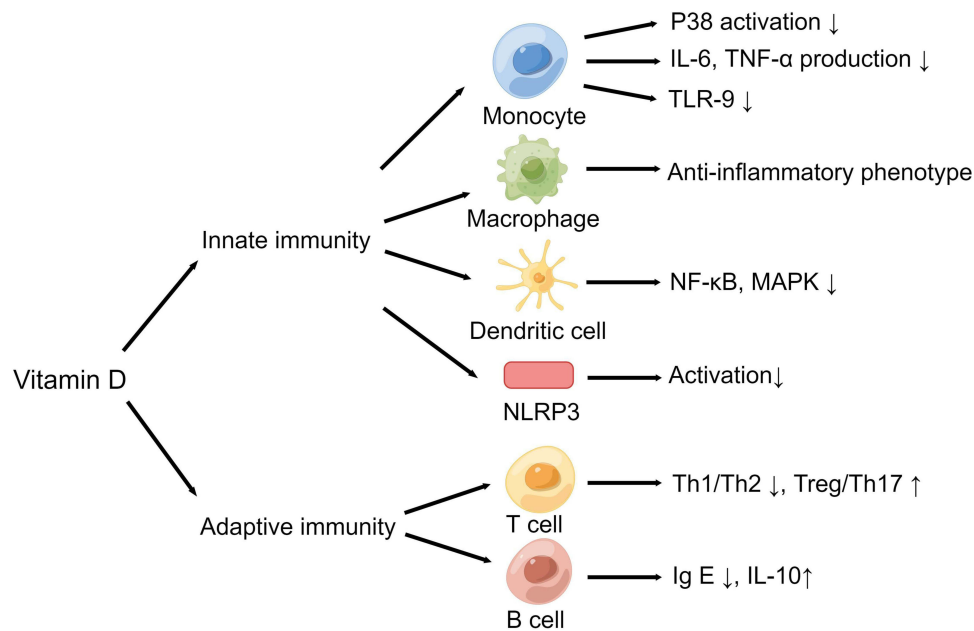 P38 activation ↓
IL-6, TNF-α production ↓
TLR-9 ↓
Monocyte
Anti-inflammatory phenotype
Macrophage
Innate immunity
NF-κB, MAPK ↓
Dendritic cell
Vitamin D
Activation↓
NLRP3
Th1/Th2 ↓, Treg/Th17 ↑
T cell
Adaptive immunity
Ig E ↓, IL-10↑
B cell